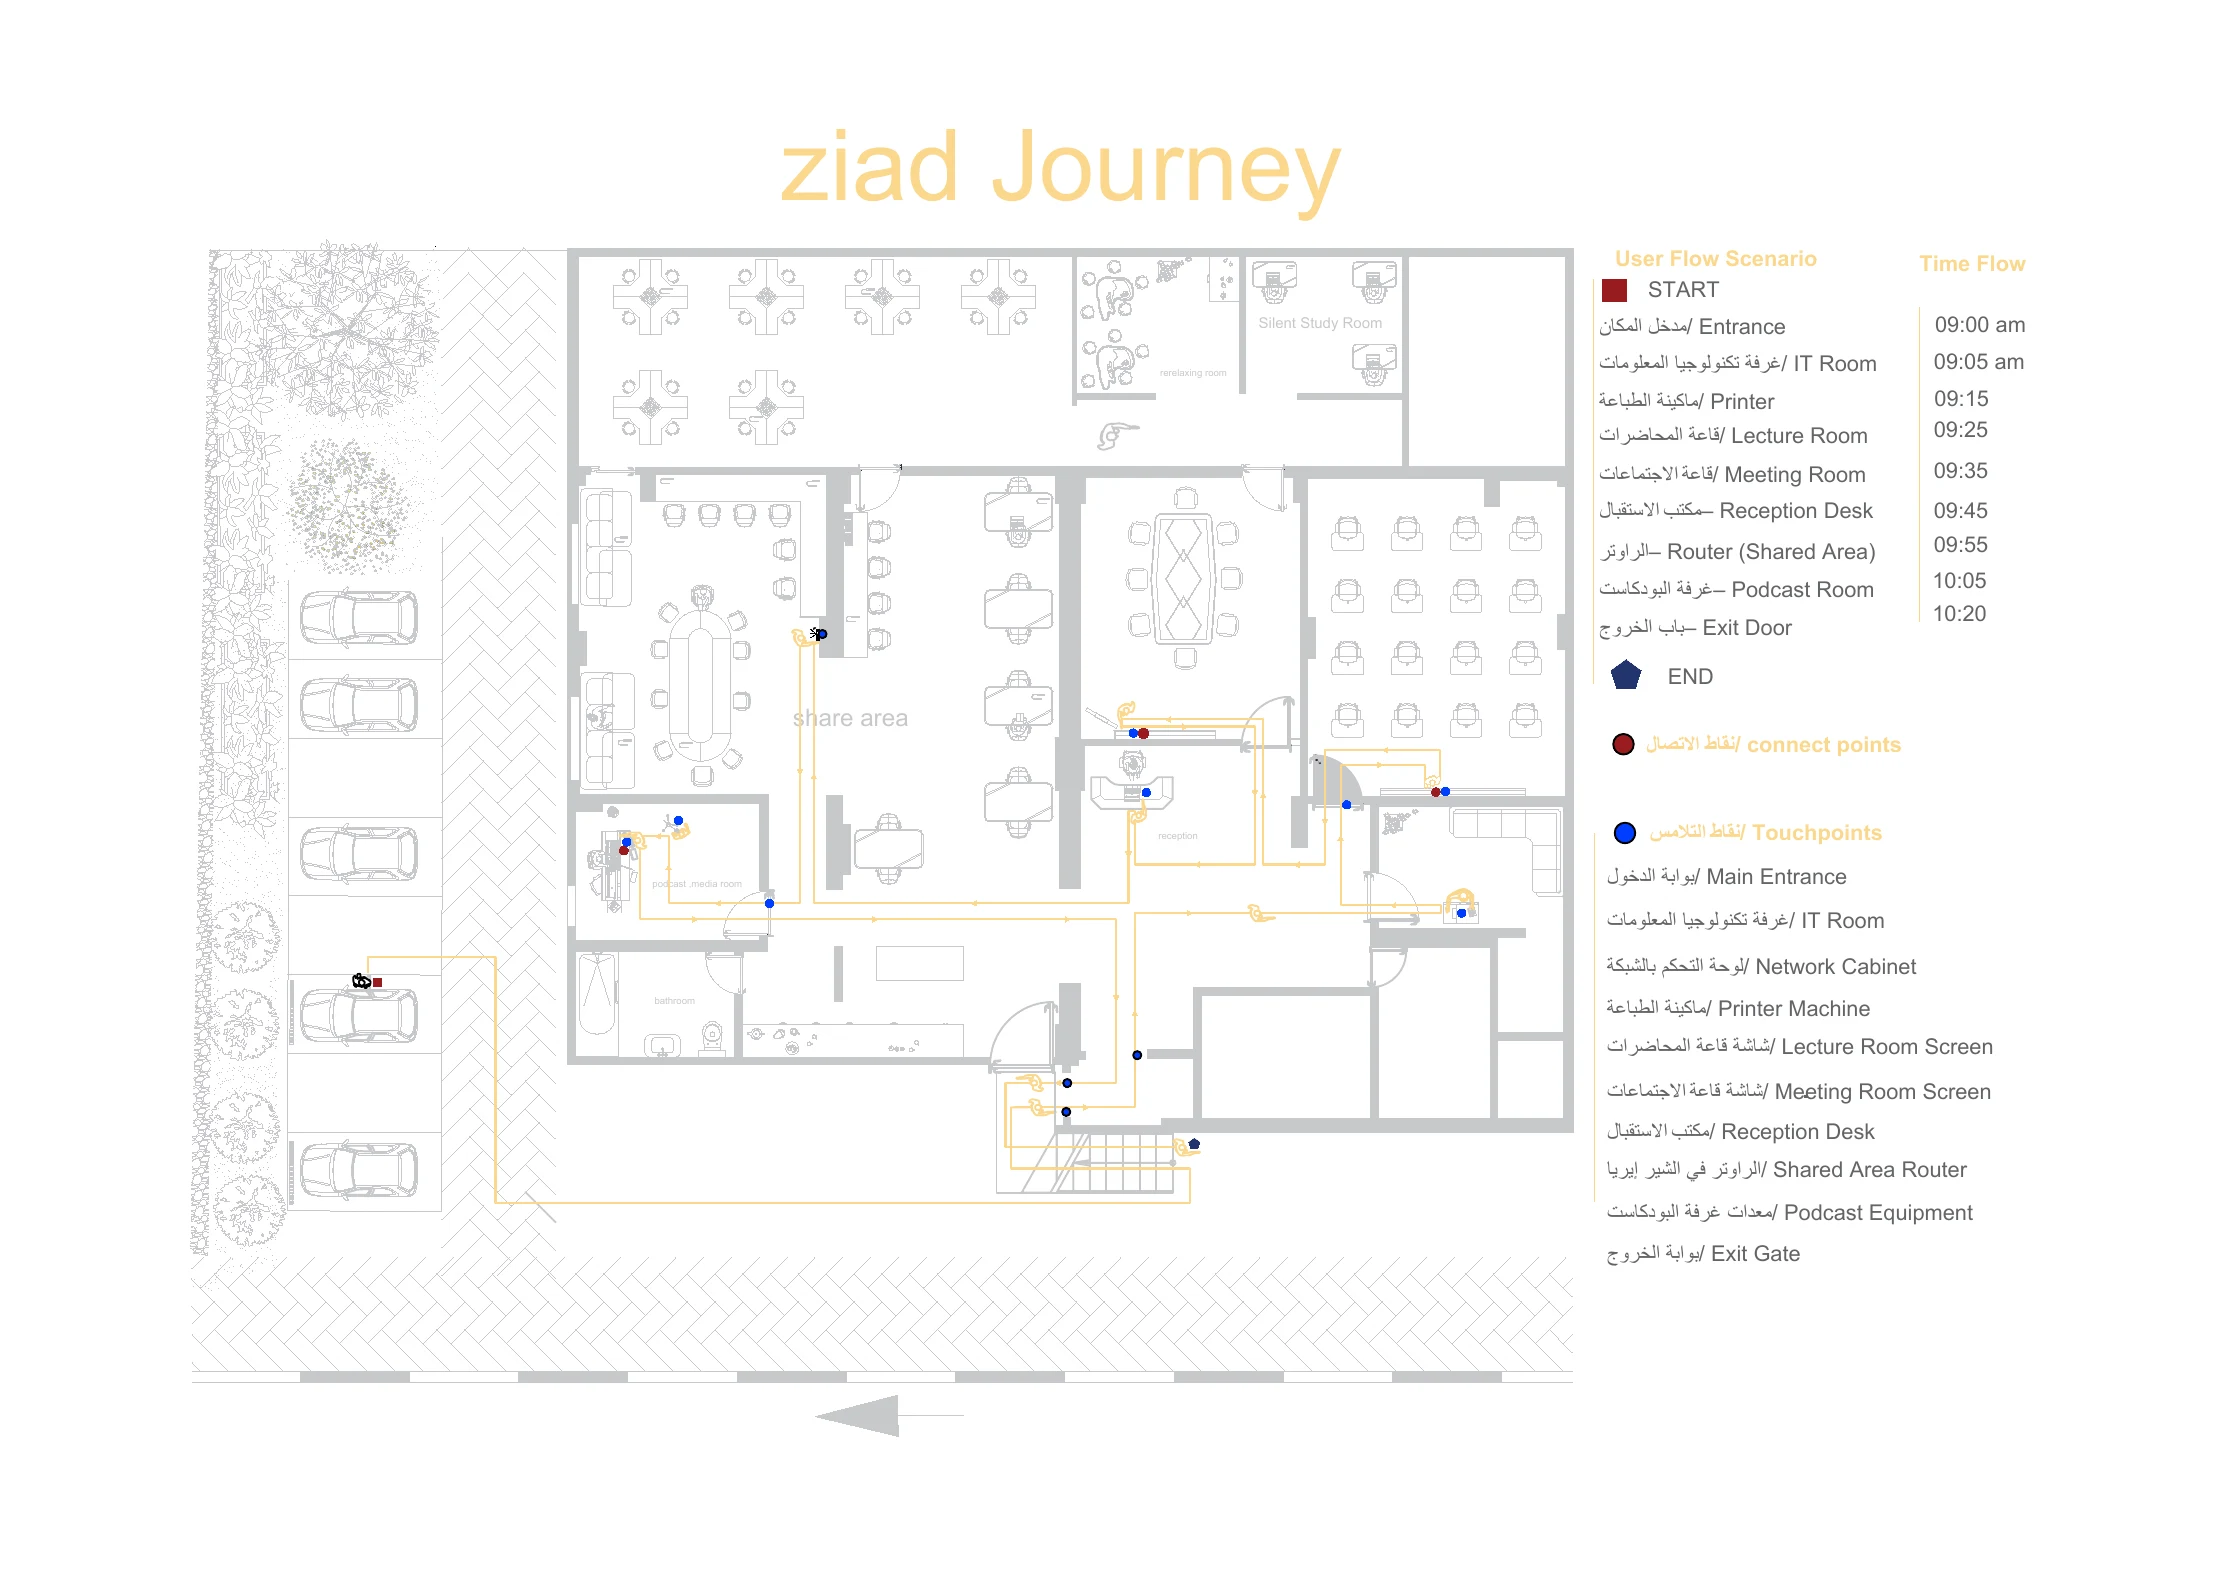 ziad Journey
User Flow Scenario
Time Flow
START
مدخل المكان/ Entrance
09:00 am
غرفة تكنولوجيا المعلومات/ IT Room
09:05 am
ماكينة الطباعة/ Printer
09:15
قاعة المحاضرات/ Lecture Room
09:25
قاعة الاجتماعات/ Meeting Room
09:35
مكتب الاستقبال– Reception Desk
09:45
الراوتر– Router (Shared Area)
09:55
غرفة البودكاست– Podcast Room
10:05
باب الخروج– Exit Door
10:20
END
نقاط الاتصال/ connect points
نقاط التلامس/ Touchpoints
بوابة الدخول/ Main Entrance
غرفة تكنولوجيا المعلومات/ IT Room
لوحة التحكم بالشبكة/ Network Cabinet
ماكينة الطباعة/ Printer Machine
شاشة قاعة المحاضرات/ Lecture Room Screen
شاشة قاعة الاجتماعات/ Meeting Room Screen
مكتب الاستقبال/ Reception Desk
الراوتر في الشير إيريا/ Shared Area Router
معدات غرفة البودكاست/ Podcast Equipment
بوابة الخروج/ Exit Gate
Silent Study Room
rerelaxing room
share area
reception
podcast .media room
bathroom